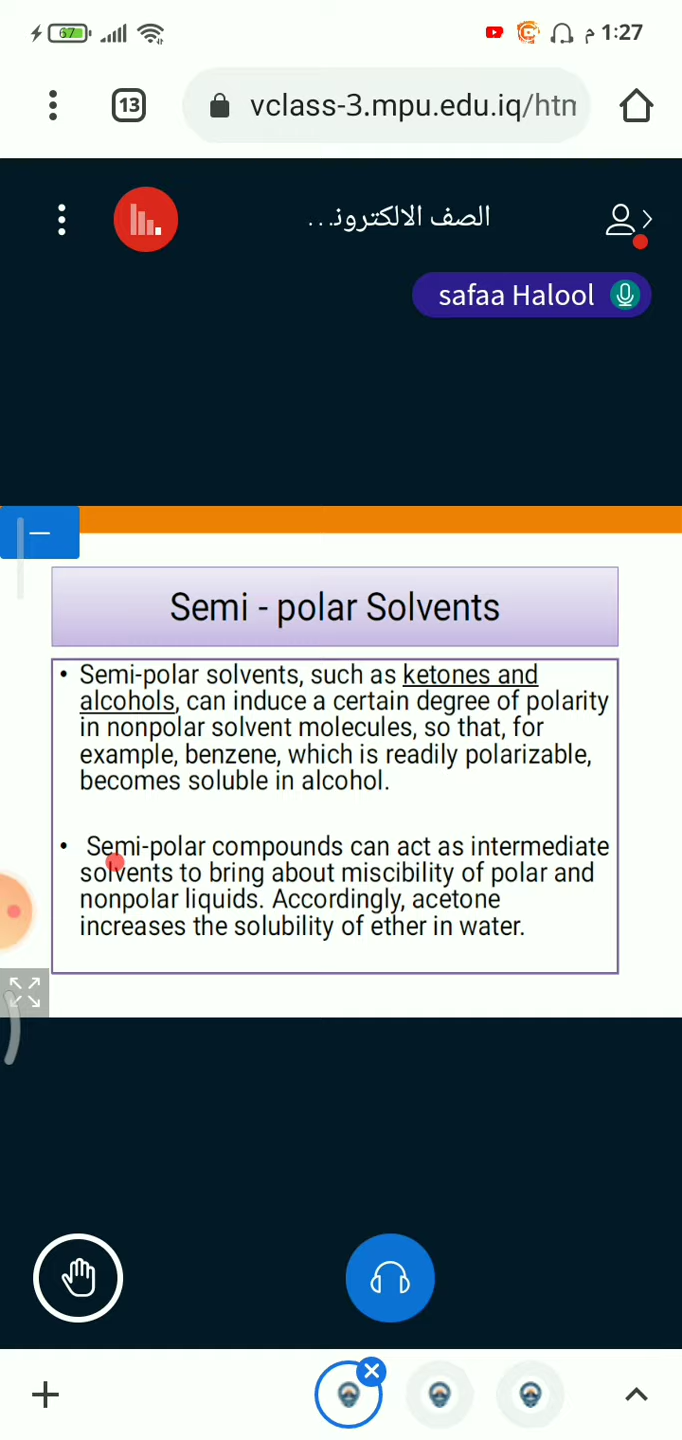 67
م 1:27
13
vclass-3.mpu.edu.iq/htm
الصف الالكترونـ...
safaa Halool
Semi - polar Solvents
• Semi-polar solvents, such as ketones and
alcohols, can induce a certain degree of polarity
in nonpolar solvent molecules, so that, for
example, benzene, which is readily polarizable,
becomes soluble in alcohol.
• Semi-polar compounds can act as intermediate
solvents to bring about miscibility of polar and
nonpolar liquids. Accordingly, acetone
increases the solubility of ether in water.